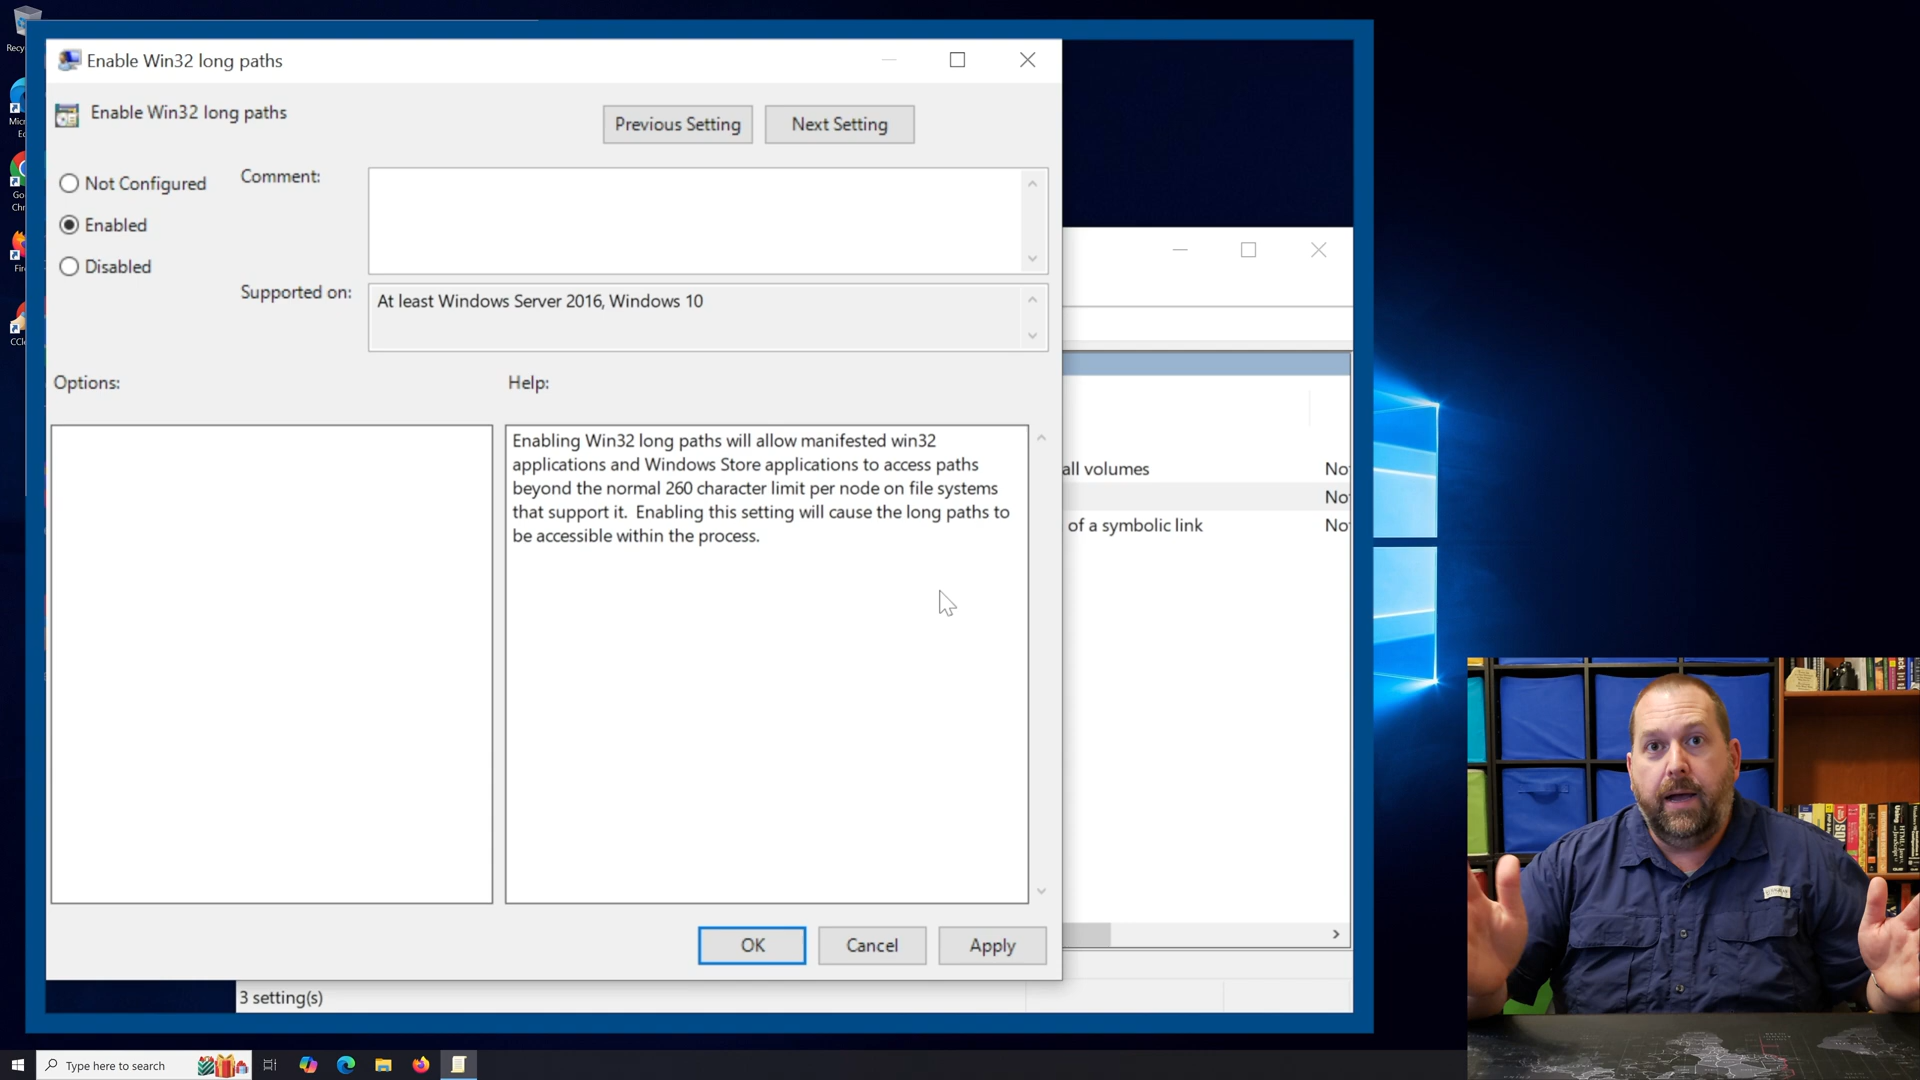 Enable Win32 long paths
Enable Win32 long paths
Previous Setting
Next Setting
Not Configured
Enabled
Disabled
Comment:
Supported on:
At least Windows Server 2016, Windows 10
Options:
Help:
Enabling Win32 long paths will allow manifested win32
applications and Windows Store applications to access paths
beyond the normal 260 character limit per node on file systems
that support it.  Enabling this setting will cause the long paths to
be accessible within the process.
OK
Cancel
Apply
all volumes
of a symbolic link
3 setting(s)
Type here to search